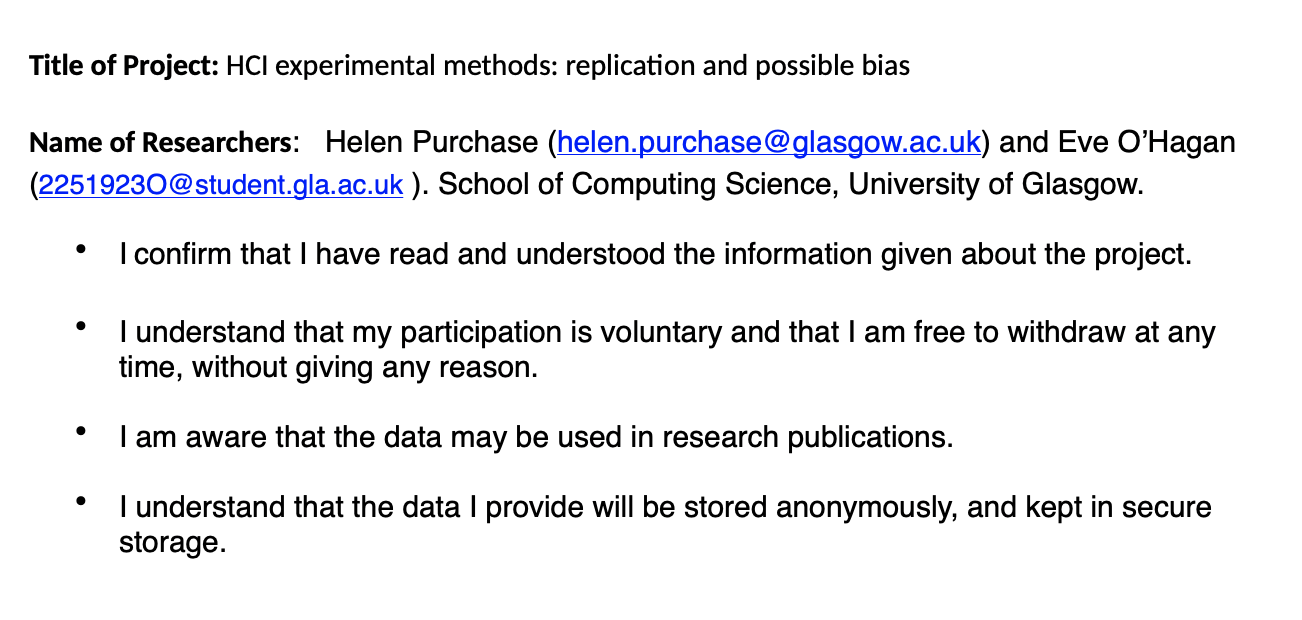 Title of Project: HCI experimental methods: replication and possible bias
Name of Researchers:   Helen Purchase (helen.purchase@glasgow.ac.uk) and Eve O’Hagan
(2251923O@student.gla.ac.uk ). School of Computing Science, University of Glasgow.
• I confirm that I have read and understood the information given about the project.
• I understand that my participation is voluntary and that I am free to withdraw at any
time, without giving any reason.
• I am aware that the data may be used in research publications.
• I understand that the data I provide will be stored anonymously, and kept in secure
storage.